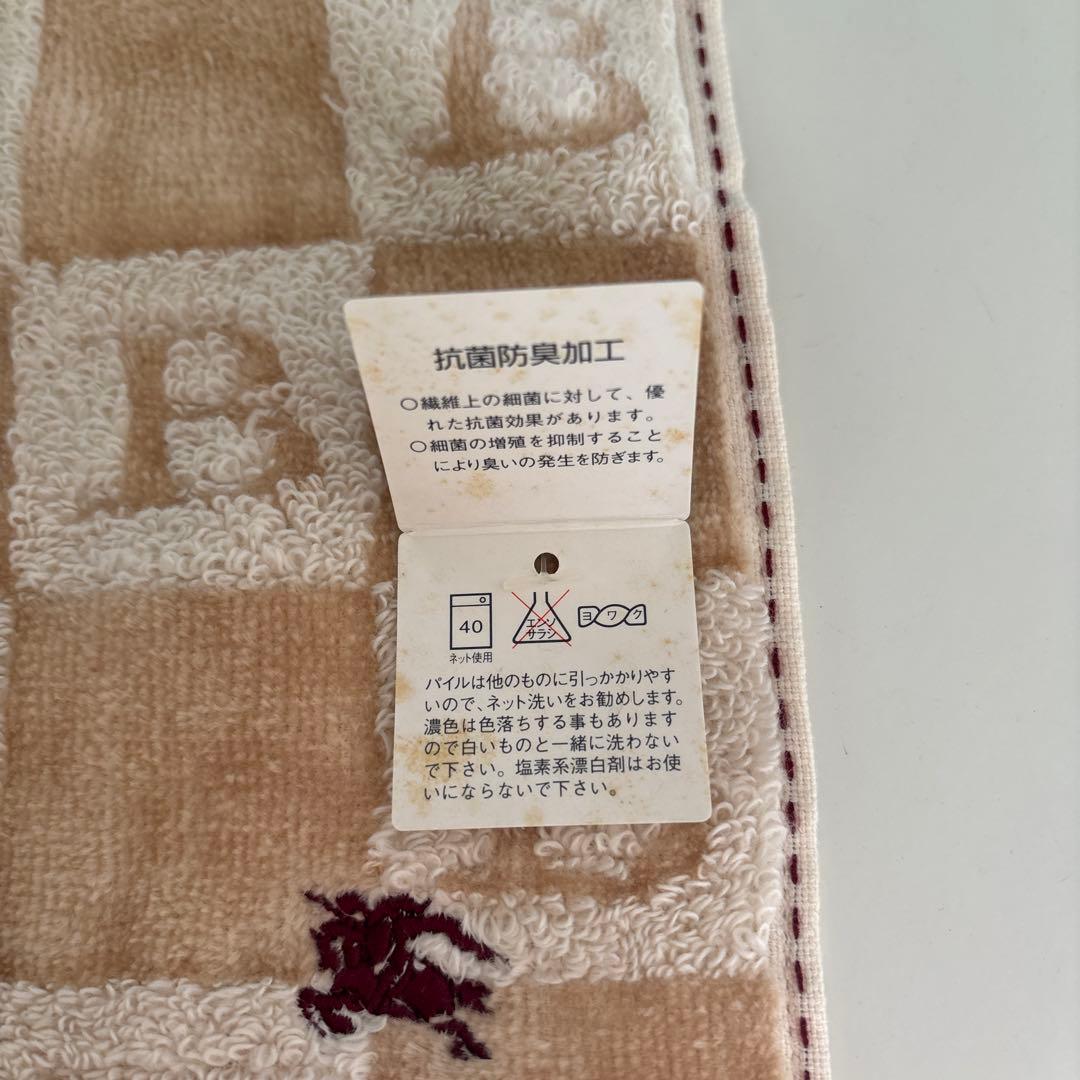 B
B
抗菌防臭加工
○繊維上の細菌に対して、優
れた抗菌効果があります。
○細菌の増殖を抑制すること
により臭いの発生を防ぎます。
40
ネット使用
エンソ
サラシ
ヨワク
パイルは他のものに引っかかりやす
いので、ネット洗いをお勧めします。
濃色は色落ちする事もあります
ので白いものと一緒に洗わない
で下さい。塩素系漂白剤はお使
いにならないで下さい。